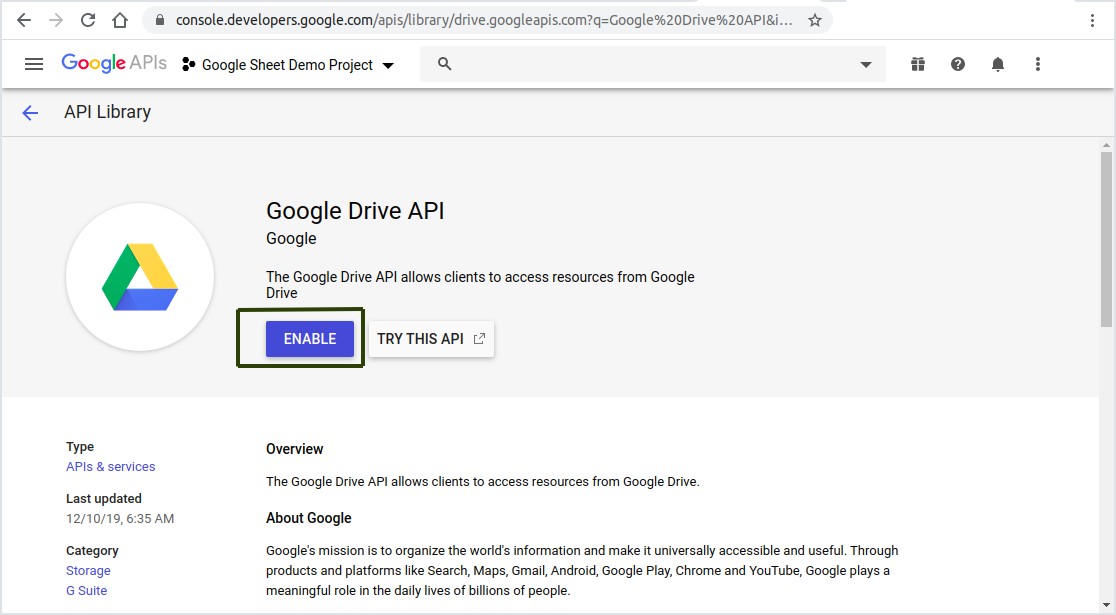 console.developers.google.com/apis/library/drive.googleapis.com?q=Google%20Drive%20API&i...
Google APIs
Google Sheet Demo Project
API Library
Google Drive API
Google
The Google Drive API allows clients to access resources from Google
Drive
ENABLE
TRY THIS API
Type
APIs & services
Last updated
12/10/19, 6:35 AM
Category
Storage
G Suite
Overview
The Google Drive API allows clients to access resources from Google Drive.
About Google
Google's mission is to organize the world's information and make it universally accessible and useful. Through
products and platforms like Search, Maps, Gmail, Android, Google Play, Chrome and YouTube, Google plays a
meaningful role in the daily lives of billions of people.